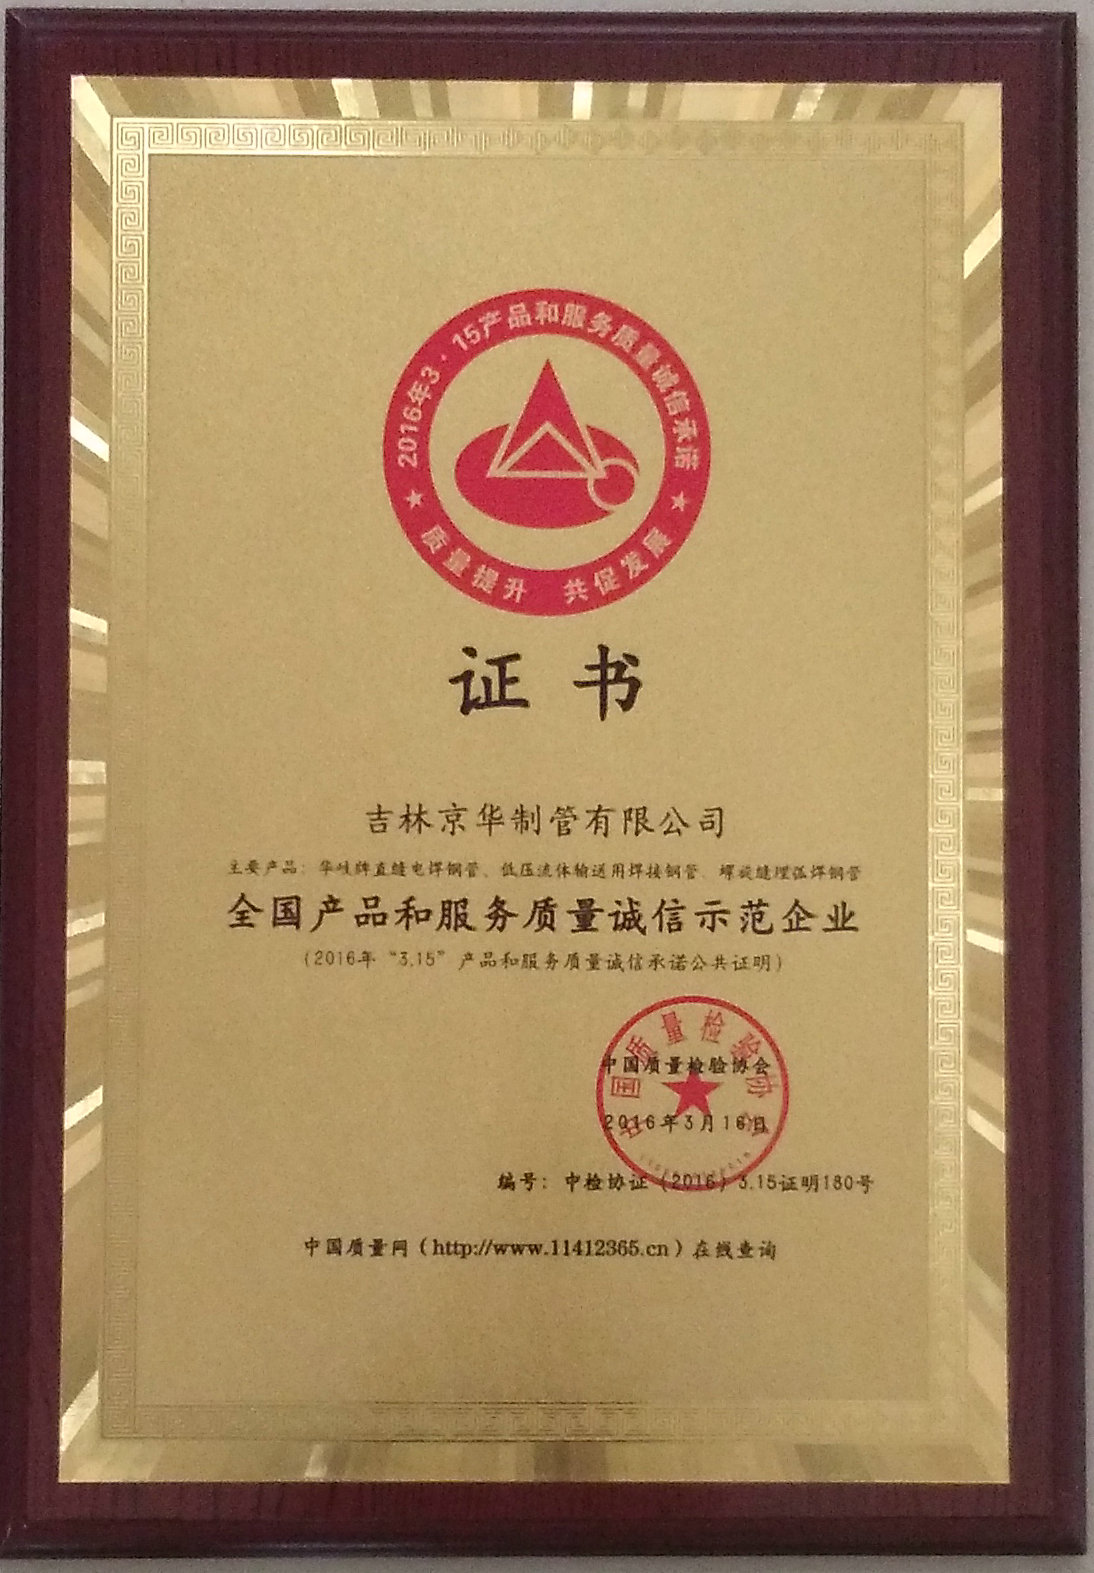 2016年3·15产品和服务质量诚信承诺
质量提升 共促发展
证书
吉林京华制管有限公司
主要产品：华岐牌直缝电焊钢管、低压流体输送用焊接钢管、螺旋缝埋弧焊钢管
全国产品和服务质量诚信示范企业
（2016年“3.15”产品和服务质量诚信承诺公共证明）
中国质量检验协会
中国质量检验协会
2016年3月16日
编号：中检协证（2016）3.15证明180号
中国质量网（http://www.11412365.cn）在线查询